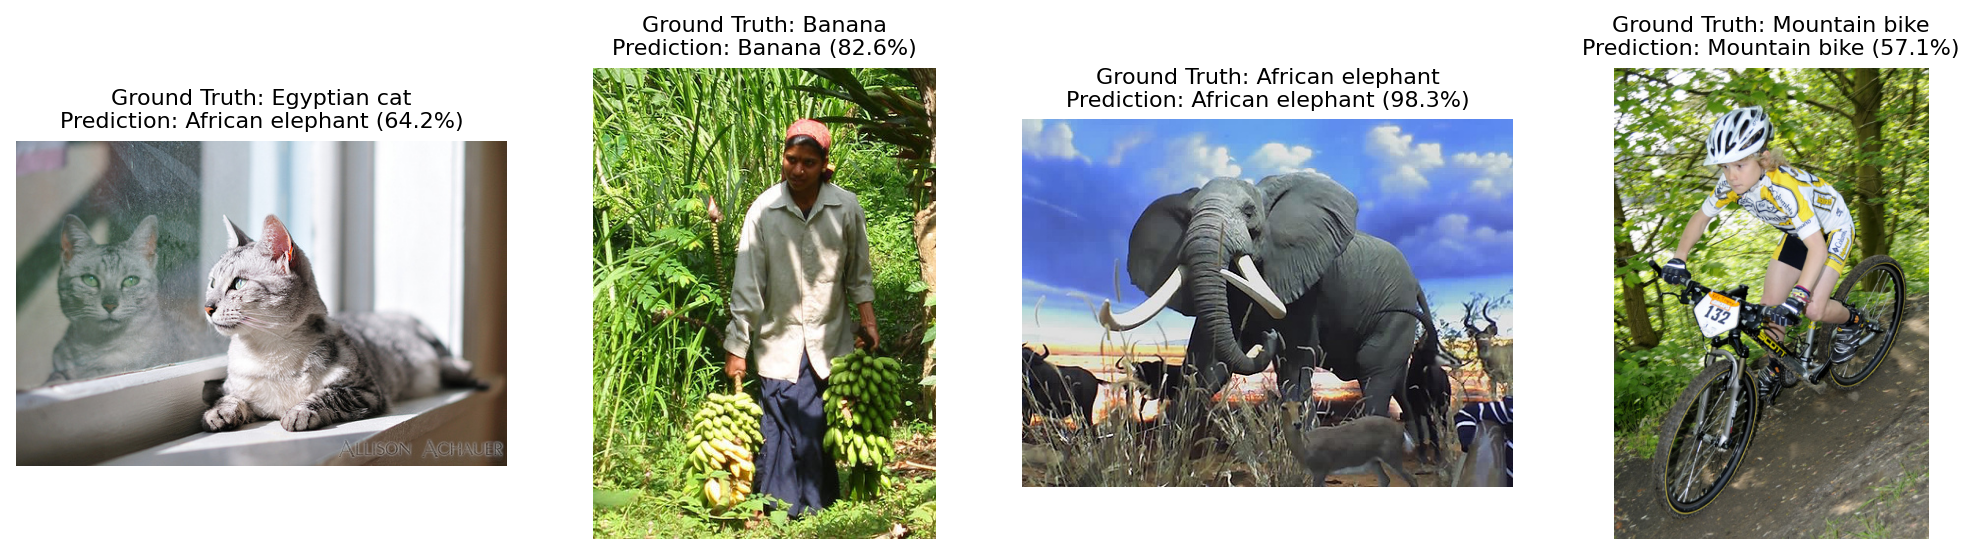 Ground Truth: Egyptian cat
Prediction: African elephant (64.2%)
ALLISON ACHAUER
Ground Truth: Banana
Prediction: Banana (82.6%)
Ground Truth: African elephant
Prediction: African elephant (98.3%)
Ground Truth: Mountain bike
Prediction: Mountain bike (57.1%)
132
SCOTT